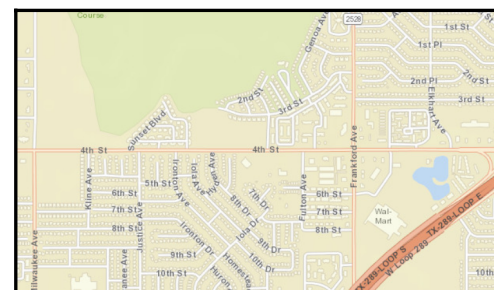 Course
Genoa Ave
2528
1st St
1st Pl
2nd St
2nd Pl
2nd St
3rd St
3rd St
Elkhart Ave
Sunset Blvd
4th St
4th St
Frankford Ave
Kline Ave
5th St
Ironton Ave
Iola Ave
Hyden Ave
6th St
7th St
8th St
Justice Ave
7th Dr
8th Dr
Iola Dr
9th Dr
10th Dr
Ironton Dr
Fulton Ave
6th St
7th St
8th St
Wal-
Mart
TX-289-LOOP E
TX-289-LOOP S
W. Loop 289
Milwaukee Ave
anee Ave
9th St
10th St
Homestea
Huron
10th